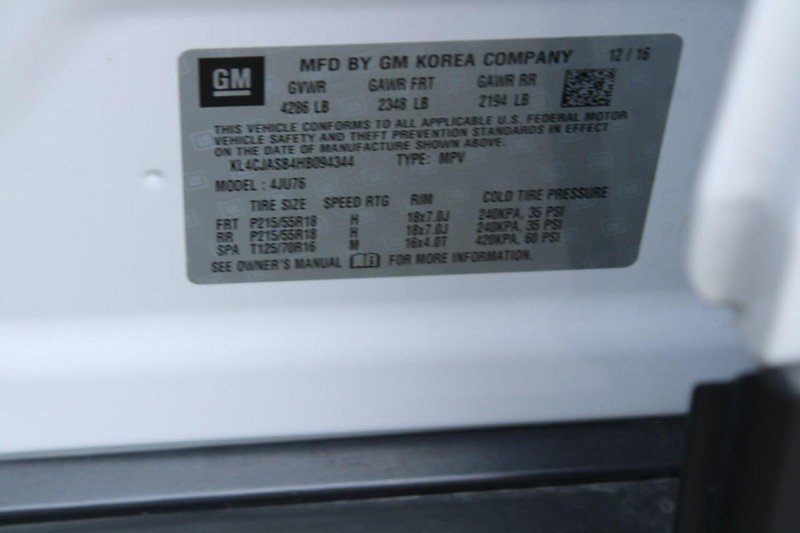 GM
MFD BY GM KOREA COMPANY 12 / 16
GVWR GAWR FRT GAWR RR
4286 LB 2348 LB 2194 LB
THIS VEHICLE CONFORMS TO ALL APPLICABLE U.S. FEDERAL MOTOR
VEHICLE SAFETY AND THEFT PREVENTION STANDARDS IN EFFECT
ON THE DATE OF MANUFACTURE SHOWN ABOVE.
KL4CJASB4HB094344 TYPE: MPV
MODEL : 4JU76
TIRE SIZE SPEED RTG RIM COLD TIRE PRESSURE
FRT P215/55R18 H 18x7.0J 240KPA, 35 PSI
RR P215/55R18 H 18x7.0J 240KPA, 35 PSI
SPA T125/70R16 M 16x4.0T 420KPA, 60 PSI
SEE OWNER'S MANUAL FOR MORE INFORMATION.